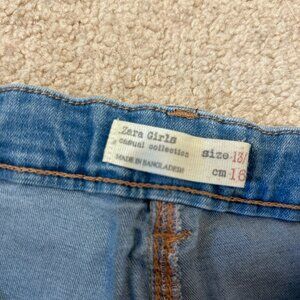 Zara Girls
casual collection
MADE IN BANGLADESH
size 13/
cm 16